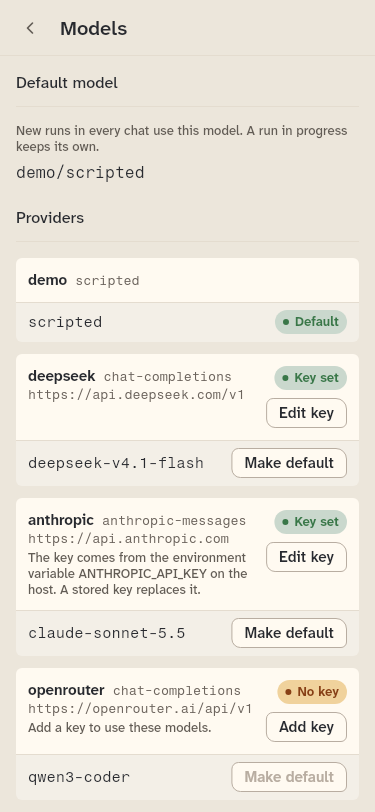 Models
Default model
New runs in every chat use this model. A run in progress
keeps its own.
demo/scripted
Providers
demo scripted
scripted Default
deepseek chat-completions Key set
https://api.deepseek.com/v1
Edit key
deepseek-v4.1-flash Make default
anthropic anthropic-messages Key set
https://api.anthropic.com
The key comes from the environment
variable ANTHROPIC_API_KEY on the
host. A stored key replaces it.
Edit key
claude-sonnet-5.5 Make default
openrouter chat-completions No key
https://openrouter.ai/api/v1
Add a key to use these models.
Add key
qwen3-coder Make default